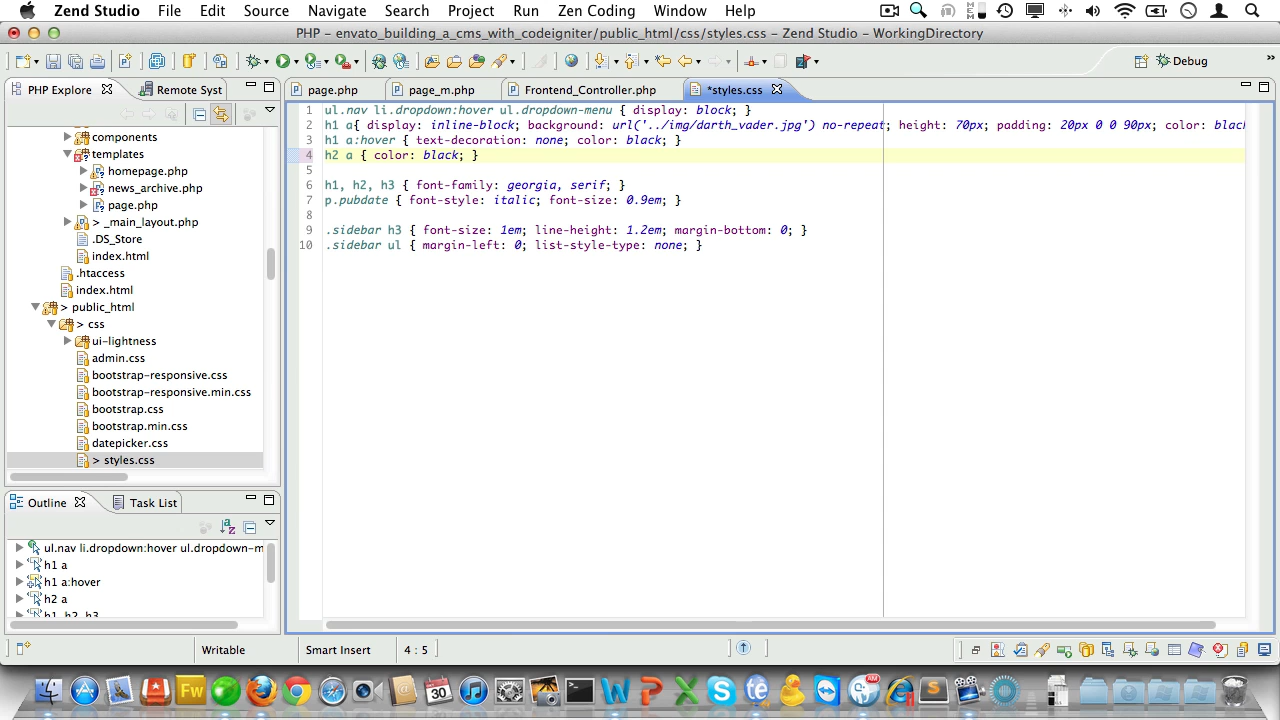 Zend Studio File Edit Source Navigate Search Project Run Zen Coding Window Help
PHP – envato_building_a_cms_with_codeigniter/public_html/css/styles.css – Zend Studio – WorkingDirectory
Debug
PHP Explore
Remote Syst
components
templates
homepage.php
news_archive.php
page.php
> _main_layout.php
.DS_Store
index.html
.htaccess
index.html
> public_html
> css
ui-lightness
admin.css
bootstrap-responsive.css
bootstrap-responsive.min.css
bootstrap.css
bootstrap.min.css
datepicker.css
> styles.css
Outline
Task List
ul.nav li.dropdown:hover ul.dropdown-m
h1 a
h1 a:hover
h2 a
h1, h2, h3
page.php
page_m.php
Frontend_Controller.php
*styles.css
1 ul.nav li.dropdown:hover ul.dropdown-menu { display: block; }
2 h1 a{ display: inline-block; background: url('../img/darth_vader.jpg') no-repeat; height: 70px; padding: 20px 0 0 90px; color: black
3 h1 a:hover { text-decoration: none; color: black; }
4 h2 a { color: black; }
5
6 h1, h2, h3 { font-family: georgia, serif; }
7 p.pubdate { font-style: italic; font-size: 0.9em; }
8
9 .sidebar h3 { font-size: 1em; line-height: 1.2em; margin-bottom: 0; }
10 .sidebar ul { margin-left: 0; list-style-type: none; }
Writable
Smart Insert
4 : 5